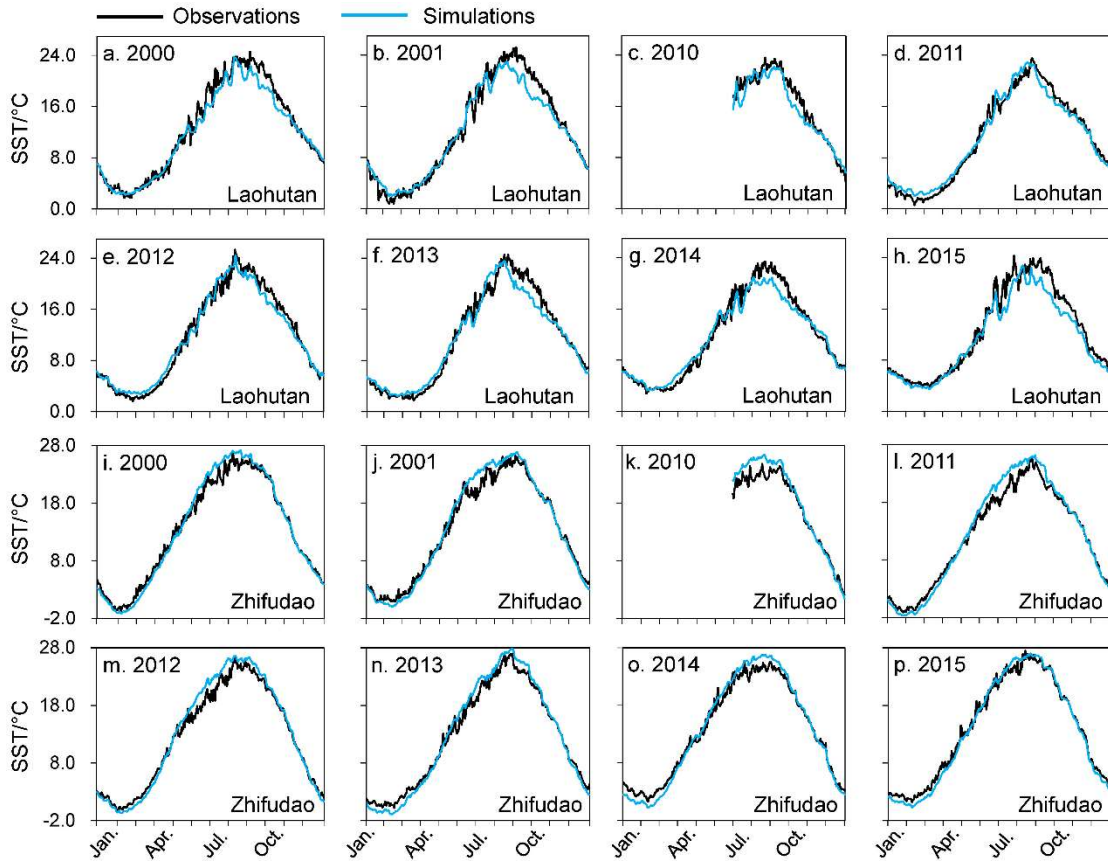 Observations Simulations
SST/°C
24.0
16.0
8.0
0.0
a. 2000
Laohutan
b. 2001
Laohutan
c. 2010
Laohutan
d. 2011
Laohutan
SST/°C
24.0
16.0
8.0
0.0
e. 2012
Laohutan
f. 2013
Laohutan
g. 2014
Laohutan
h. 2015
Laohutan
SST/°C
28.0
18.0
8.0
-2.0
i. 2000
Zhifudao
j. 2001
Zhifudao
k. 2010
Zhifudao
l. 2011
Zhifudao
SST/°C
28.0
18.0
8.0
-2.0
m. 2012
Zhifudao
n. 2013
Zhifudao
o. 2014
Zhifudao
p. 2015
Zhifudao
Jan. Apr. Jul. Oct. Jan. Apr. Jul. Oct. Jan. Apr. Jul. Oct. Jan. Apr. Jul. Oct.